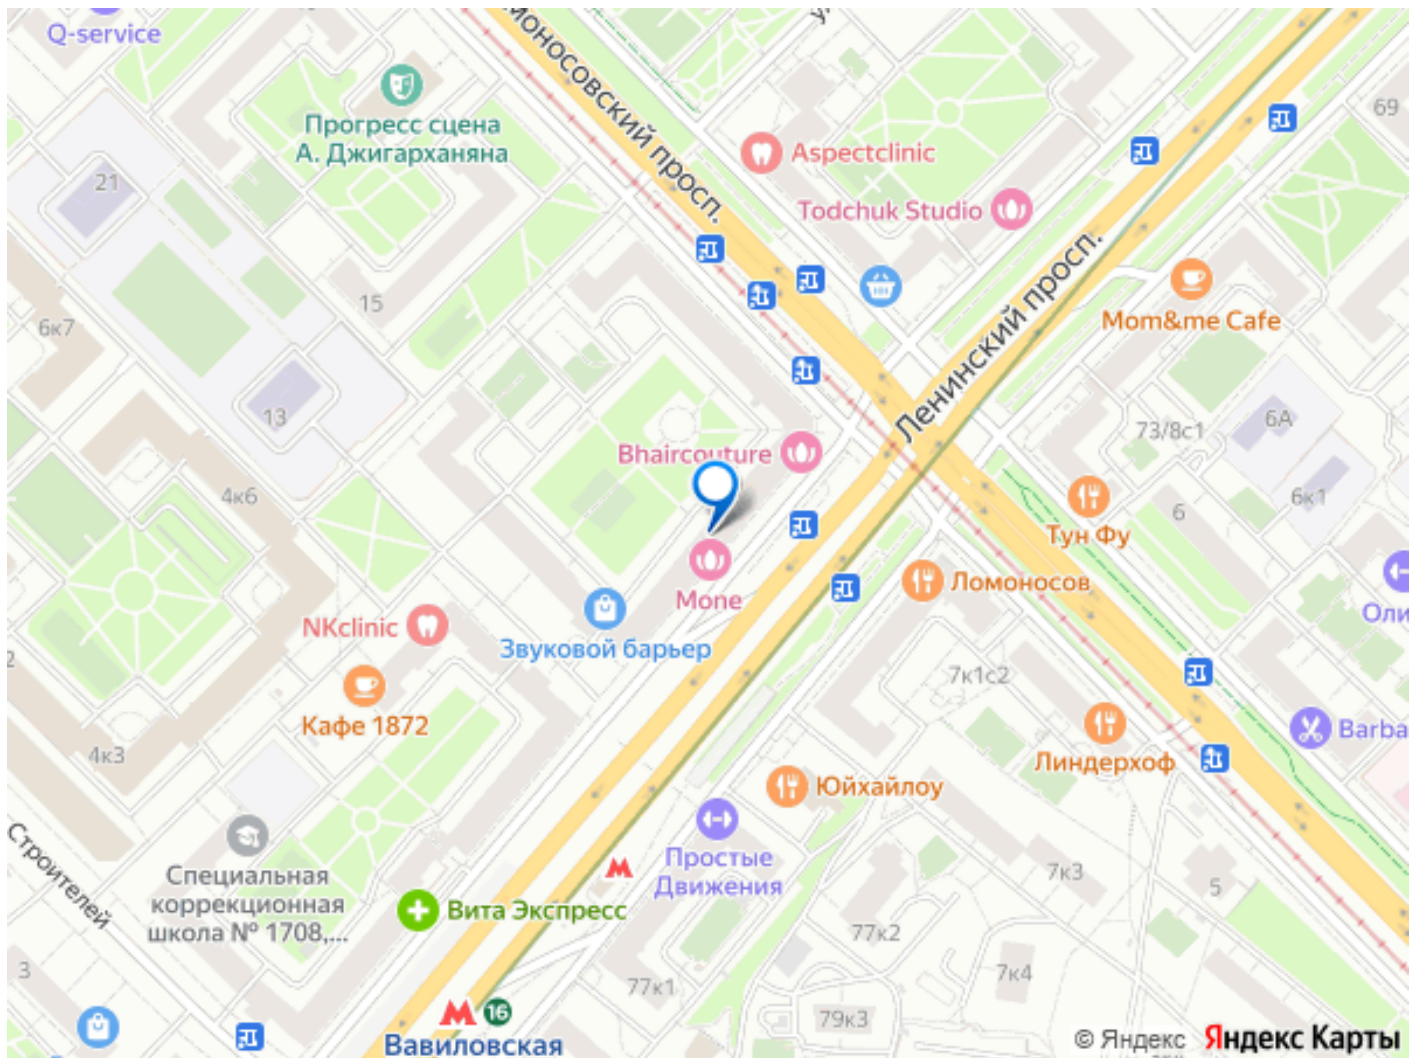 Q-service
Ломоносовский просп.
Прогресс сцена
А. Джигарханяна
Aspectclinic
69
21
Todchuk Studio
Ленинский просп.
15
6к7
Mom&me Cafe
13
73/8с1
6А
Bhaircouture
4к6
6к1
6
Тун Фу
Mone
Ломоносов
Оли
NKclinic
Звуковой барьер
2
7к1с2
Кафе 1872
Barba
4к3
Линдерхоф
Юйхайлоу
Строителей
Простые
Движения
7к3
5
Специальная
коррекционная
школа № 1708,...
Вита Экспресс
77к2
3
77к1
7к4
16
79к3
Вавиловская
© Яндекс Яндекс Карты